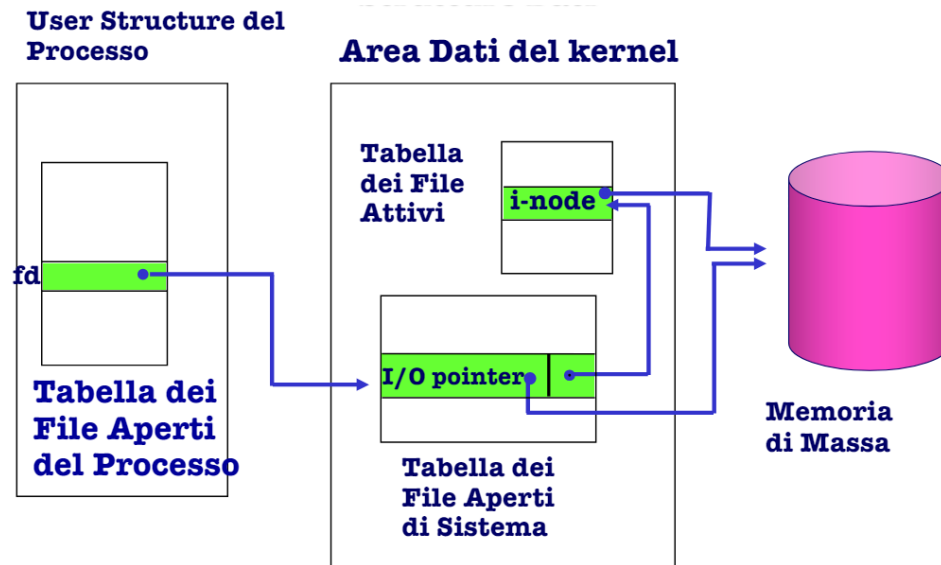 User Structure del
Processo
Area Dati del kernel
Tabella
dei File
Attivi
i-node
fd
I/O pointer
Tabella dei
File Aperti
del Processo
Tabella dei
File Aperti
di Sistema
Memoria
di Massa